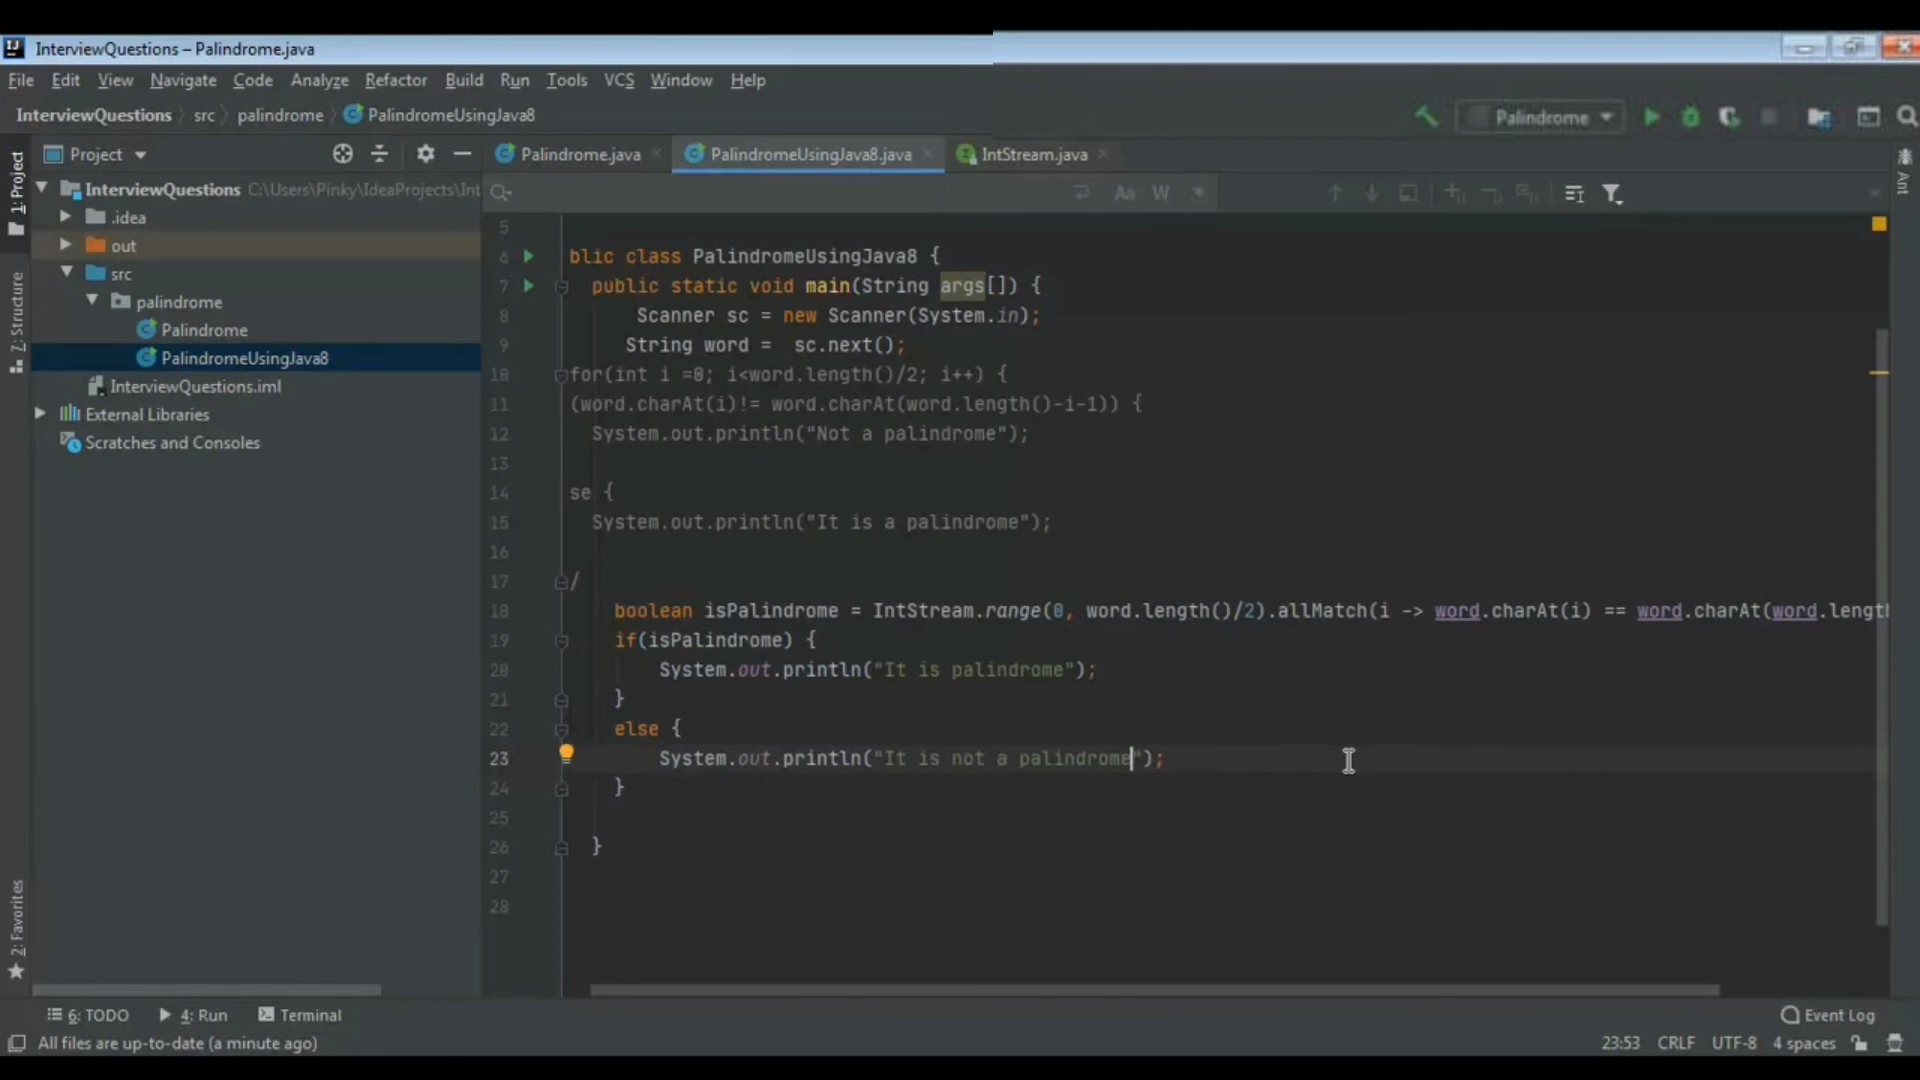 InterviewQuestions – Palindrome.java
File Edit View Navigate Code Analyze Refactor Build Run Tools VCS Window Help
InterviewQuestions src palindrome PalindromeUsingJava8
Palindrome
1: Project
Project
Palindrome.java PalindromeUsingJava8.java IntStream.java
Ant
InterviewQuestions C:\Users\Pinky\IdeaProjects\Int
Aa W
.idea
out
src
palindrome
Palindrome
PalindromeUsingJava8
InterviewQuestions.iml
External Libraries
Scratches and Consoles
7: Structure
2: Favorites
5
6 blic class PalindromeUsingJava8 {
7 public static void main(String args[]) {
8 Scanner sc = new Scanner(System.in);
9 String word =  sc.next();
10 for(int i =0; i<word.length()/2; i++) {
11 (word.charAt(i)!= word.charAt(word.length()-i-1)) {
12 System.out.println("Not a palindrome");
13
14 se {
15 System.out.println("It is a palindrome");
16
17 /
18 boolean isPalindrome = IntStream.range(0, word.length()/2).allMatch(i -> word.charAt(i) == word.charAt(word.lengt
19 if(isPalindrome) {
20 System.out.println("It is palindrome");
21 }
22 else {
23 System.out.println("It is not a palindrome");
24 }
25
26 }
27
28
6: TODO 4: Run Terminal Event Log
All files are up-to-date (a minute ago) 23:53 CRLF UTF-8 4 spaces